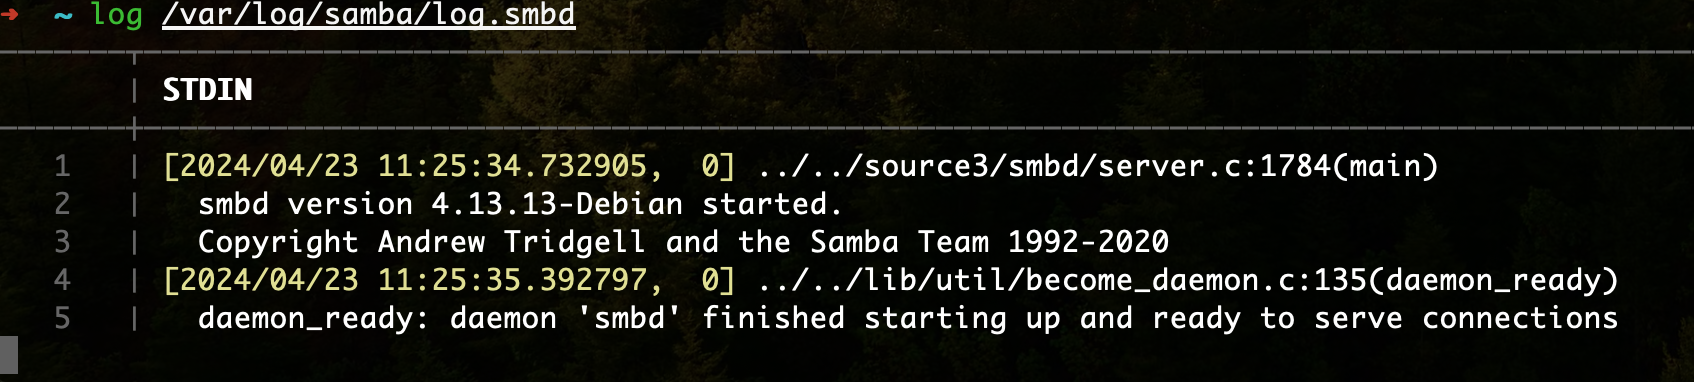 → ~ log /var/log/samba/log.smbd
STDIN
1 [2024/04/23 11:25:34.732905,  0] ../../source3/smbd/server.c:1784(main)
2   smbd version 4.13.13-Debian started.
3   Copyright Andrew Tridgell and the Samba Team 1992-2020
4 [2024/04/23 11:25:35.392797,  0] ../../lib/util/become_daemon.c:135(daemon_ready)
5   daemon_ready: daemon 'smbd' finished starting up and ready to serve connections